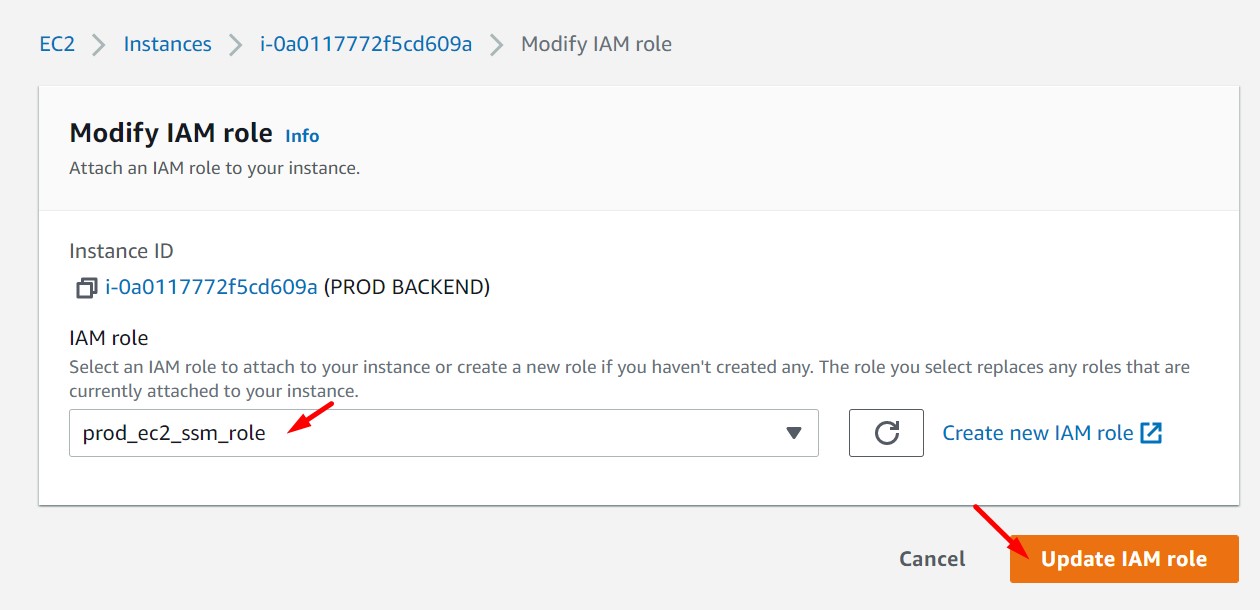 EC2 > Instances > i-0a0117772f5cd609a > Modify IAM role
Modify IAM role Info
Attach an IAM role to your instance.
Instance ID
i-0a0117772f5cd609a (PROD BACKEND)
IAM role
Select an IAM role to attach to your instance or create a new role if you haven't created any. The role you select replaces any roles that are
currently attached to your instance.
prod_ec2_ssm_role Create new IAM role
Cancel Update IAM role